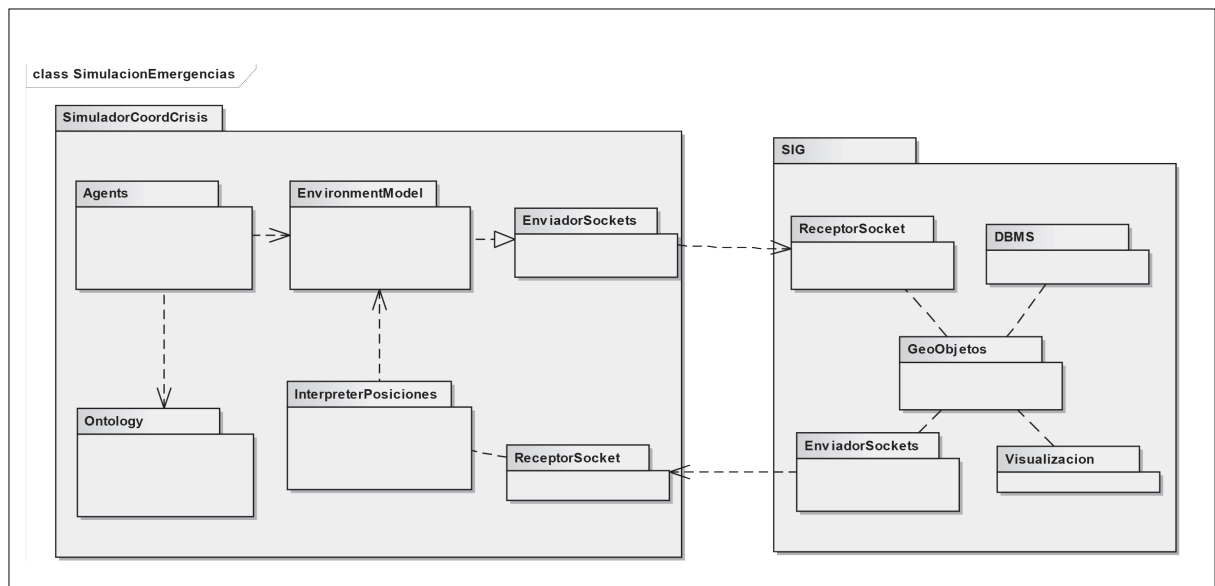 class SimulacionEmergencias
SimuladorCoordCrisis
Agents
EnvironmentModel
EnviadorSockets
Ontology
InterpreterPosiciones
ReceptorSocket
SIG
ReceptorSocket
DBMS
GeoObjetos
EnviadorSockets
Visualizacion